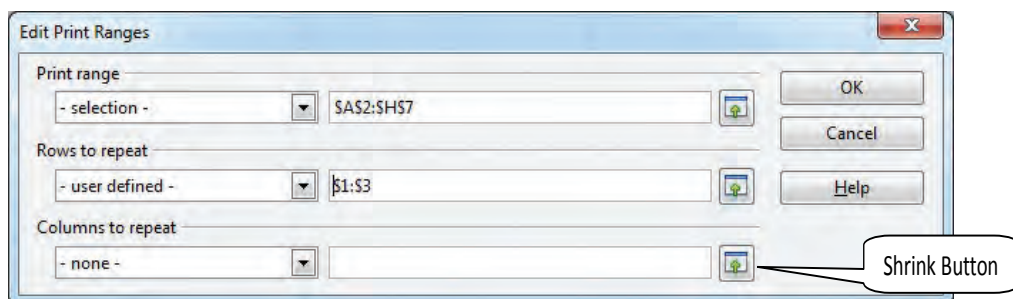 Edit Print Ranges
Print range
- selection -
$A$2:$H$7
OK
Cancel
Rows to repeat
- user defined -
$1:$3
Help
Columns to repeat
- none -
Shrink Button